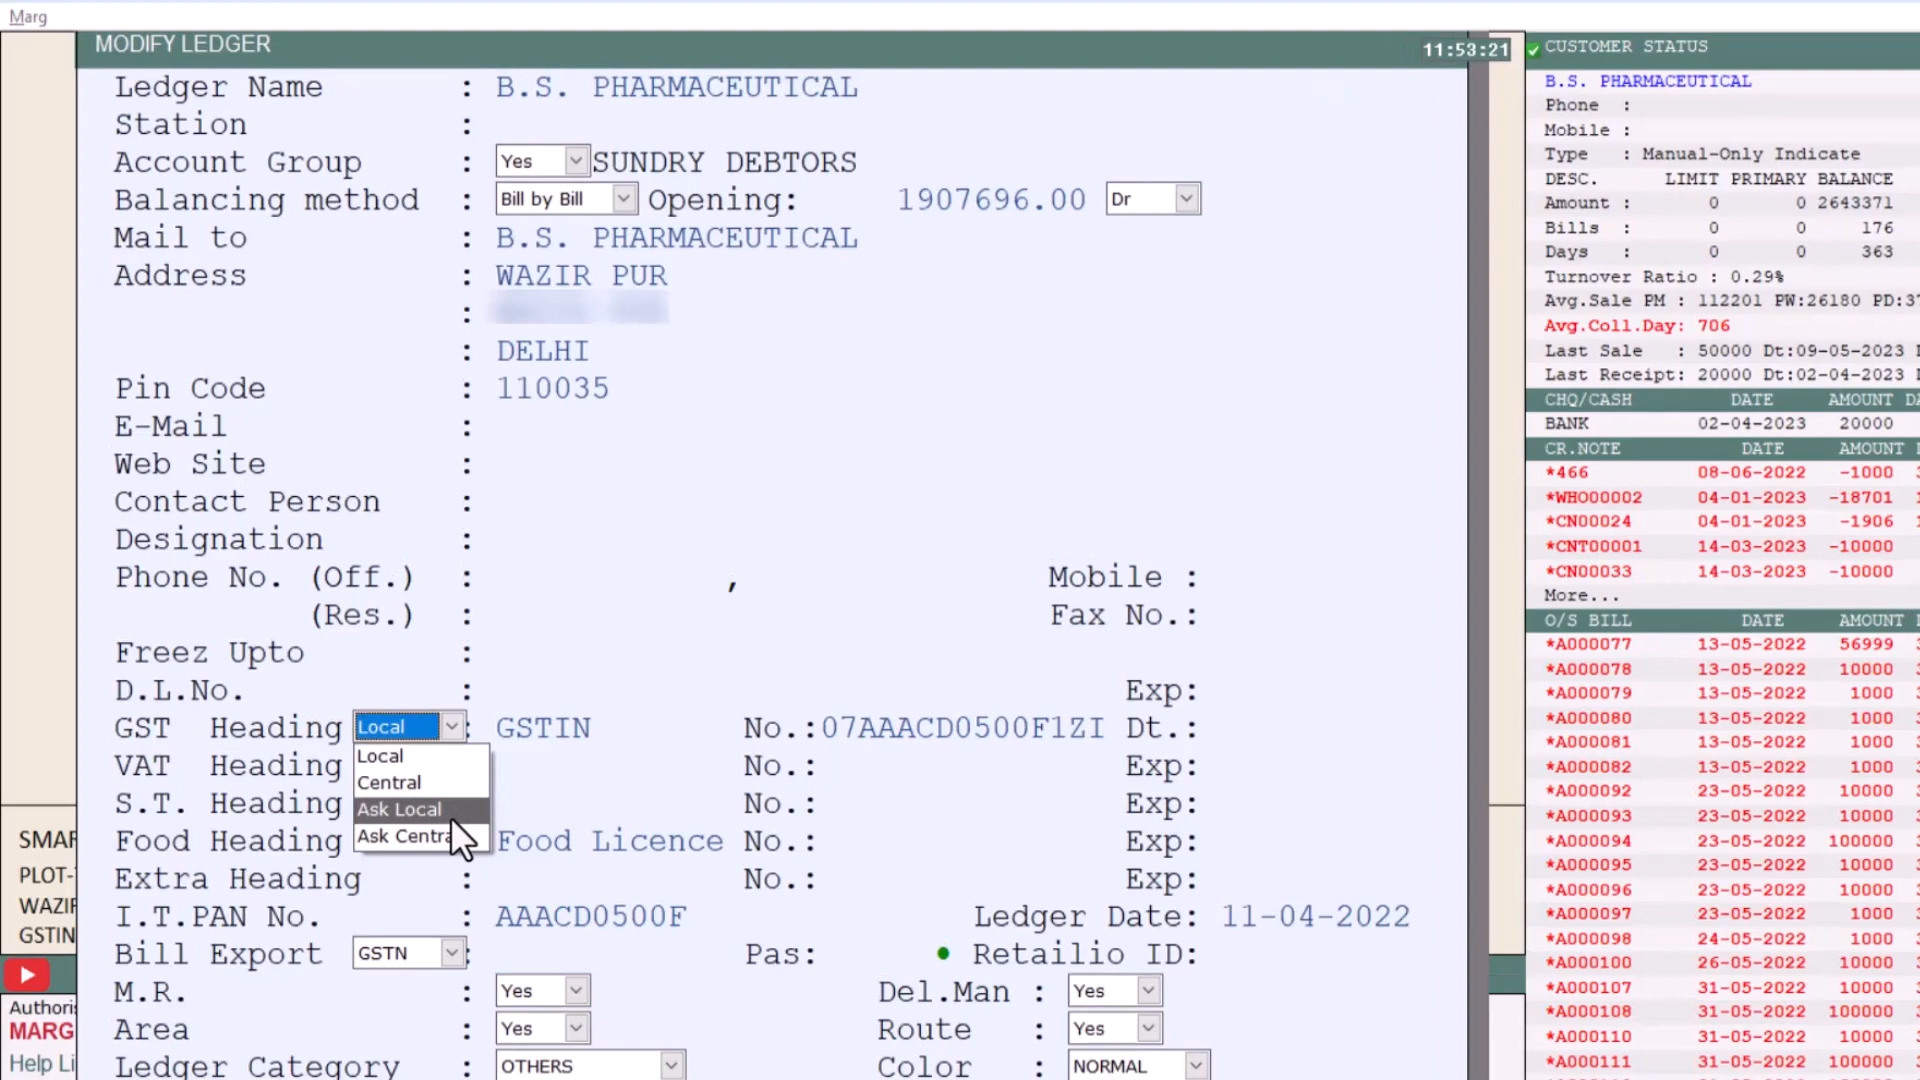 Marg
MODIFY LEDGER
11:53:21
Ledger Name : B.S. PHARMACEUTICAL
Station :
Account Group : Yes SUNDRY DEBTORS
Balancing method : Bill by Bill Opening: 1907696.00 Dr
Mail to : B.S. PHARMACEUTICAL
Address : WAZIR PUR
:
: DELHI
Pin Code : 110035
E-Mail :
Web Site :
Contact Person :
Designation :
Phone No. (Off.) : , Mobile :
(Res.) : Fax No.:
Freez Upto :
D.L.No. : Exp:
GST Heading Local : GSTIN No.:07AAACD0500F1ZI Dt.:
Local
VAT Heading No.: Exp:
Central
S.T. Heading No.: Exp:
Ask Local
Food Heading Food Licence No.: Exp:
Ask Centra
Extra Heading : No.: Exp:
I.T.PAN No. : AAACD0500F Ledger Date: 11-04-2022
Bill Export GSTN : Pas: Retailio ID:
M.R. : Yes Del.Man : Yes
Area : Yes Route : Yes
Ledger Category : OTHERS Color : NORMAL
SMAR
PLOT-
WAZIF
GSTIN
Authoris
MARG
Help Li
CUSTOMER STATUS
B.S. PHARMACEUTICAL
Phone :
Mobile :
Type : Manual-Only Indicate
DESC. LIMIT PRIMARY BALANCE
Amount : 0 0 2643371
Bills : 0 0 176
Days : 0 0 363
Turnover Ratio : 0.29%
Avg.Sale PM : 112201 PW:26180 PD:37
Avg.Coll.Day: 706
Last Sale : 50000 Dt:09-05-2023 D
Last Receipt: 20000 Dt:02-04-2023 D
CHQ/CASH DATE AMOUNT DA
BANK 02-04-2023 20000
CR.NOTE DATE AMOUNT
*466 08-06-2022 -1000
*WHO00002 04-01-2023 -18701
*CN00024 04-01-2023 -1906
*CNT00001 14-03-2023 -10000
*CN00033 14-03-2023 -10000
More...
O/S BILL DATE AMOUNT
*A000077 13-05-2022 56999
*A000078 13-05-2022 10000
*A000079 13-05-2022 1000
*A000080 13-05-2022 10000
*A000081 13-05-2022 1000
*A000082 13-05-2022 10000
*A000092 23-05-2022 1000
*A000093 23-05-2022 10000
*A000094 23-05-2022 100000
*A000095 23-05-2022 10000
*A000096 23-05-2022 10000
*A000097 23-05-2022 1000
*A000098 24-05-2022 1000
*A000100 26-05-2022 10000
*A000107 31-05-2022 10000
*A000108 31-05-2022 100000
*A000110 31-05-2022 10000
*A000111 31-05-2022 100000